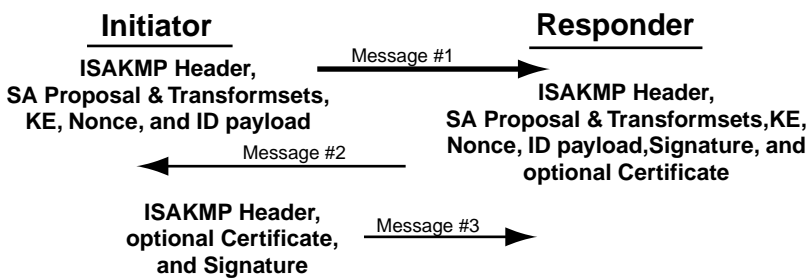 Initiator
Responder
Message #1
ISAKMP Header,
SA Proposal & Transformsets,
KE, Nonce, and ID payload
ISAKMP Header,
SA Proposal & Transformsets,KE,
Nonce, ID payload,Signature, and
optional Certificate
Message #2
ISAKMP Header,
optional Certificate,
and Signature
Message #3